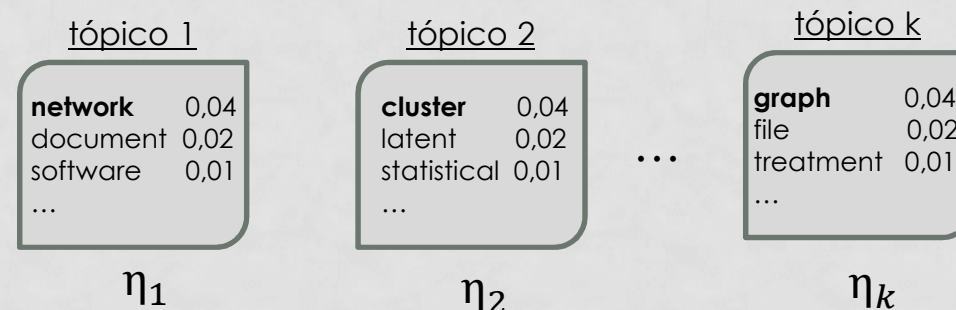 tópico 1
network 0,04
document 0,02
software 0,01
…
η₁
tópico 2
cluster 0,04
latent 0,02
statistical 0,01
…
η₂
…
tópico k
graph 0,04
file 0,02
treatment 0,01
…
ηₖ